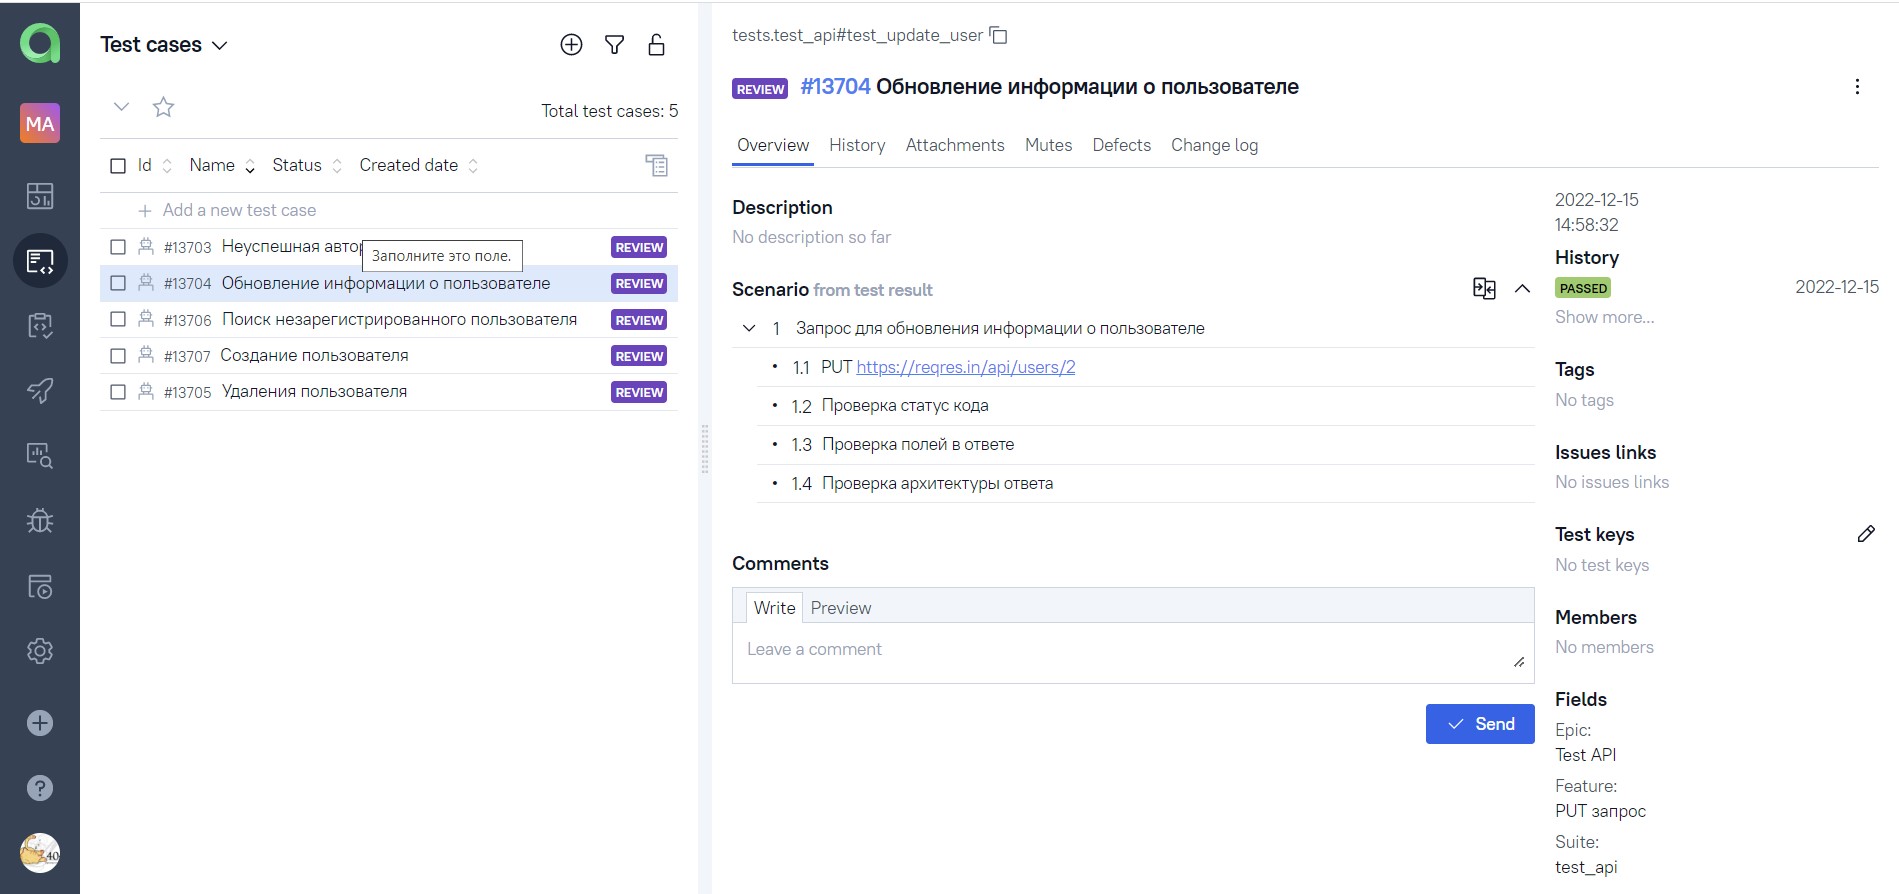 MA
40
Test cases
Total test cases: 5
Id Name Status Created date
Add a new test case
#13703 Неуспешная автор REVIEW
Заполните это поле.
#13704 Обновление информации о пользователе REVIEW
#13706 Поиск незарегистрированного пользователя REVIEW
#13707 Создание пользователя REVIEW
#13705 Удаления пользователя REVIEW
tests.test_api#test_update_user
REVIEW #13704 Обновление информации о пользователе
Overview History Attachments Mutes Defects Change log
Description
No description so far
Scenario from test result
1 Запрос для обновления информации о пользователе
• 1.1 PUT https://reqres.in/api/users/2
• 1.2 Проверка статус кода
• 1.3 Проверка полей в ответе
• 1.4 Проверка архитектуры ответа
Comments
Write Preview
Leave a comment
Send
2022-12-15
14:58:32
History
PASSED 2022-12-15
Show more...
Tags
No tags
Issues links
No issues links
Test keys
No test keys
Members
No members
Fields
Epic:
Test API
Feature:
PUT запрос
Suite:
test_api